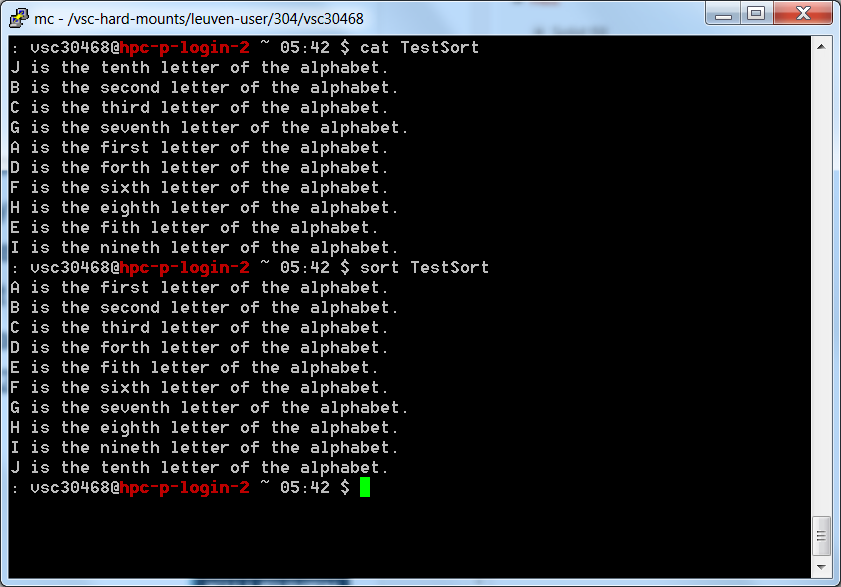 mc - /vsc-hard-mounts/leuven-user/304/vsc30468
: vsc30468@hpc-p-login-2 ~ 05:42 $ cat TestSort
J is the tenth letter of the alphabet.
B is the second letter of the alphabet.
C is the third letter of the alphabet.
G is the seventh letter of the alphabet.
A is the first letter of the alphabet.
D is the forth letter of the alphabet.
F is the sixth letter of the alphabet.
H is the eighth letter of the alphabet.
E is the fith letter of the alphabet.
I is the nineth letter of the alphabet.
: vsc30468@hpc-p-login-2 ~ 05:42 $ sort TestSort
A is the first letter of the alphabet.
B is the second letter of the alphabet.
C is the third letter of the alphabet.
D is the forth letter of the alphabet.
E is the fith letter of the alphabet.
F is the sixth letter of the alphabet.
G is the seventh letter of the alphabet.
H is the eighth letter of the alphabet.
I is the nineth letter of the alphabet.
J is the tenth letter of the alphabet.
: vsc30468@hpc-p-login-2 ~ 05:42 $